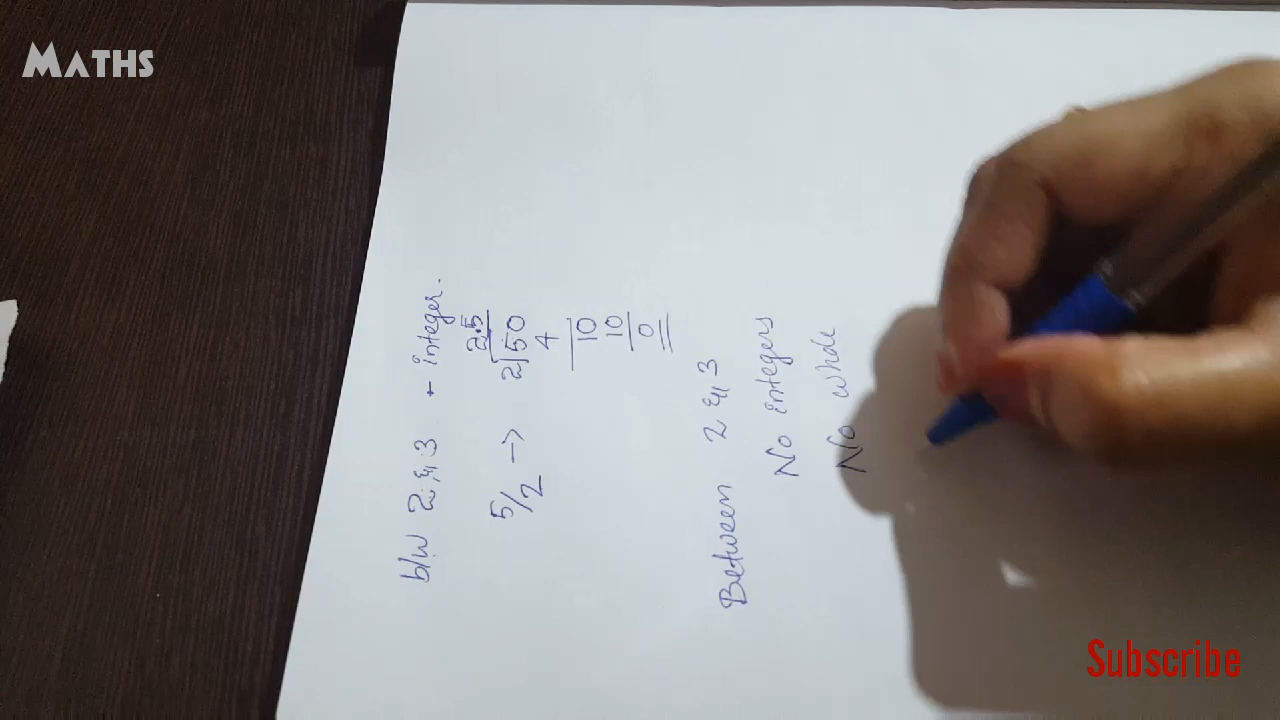 MATHS
b/w 2 & 3 - integer.
5/2 →
2.5
2 50
4
10
10
0
Between 2 & 3
No integers
No whole
Subscribe